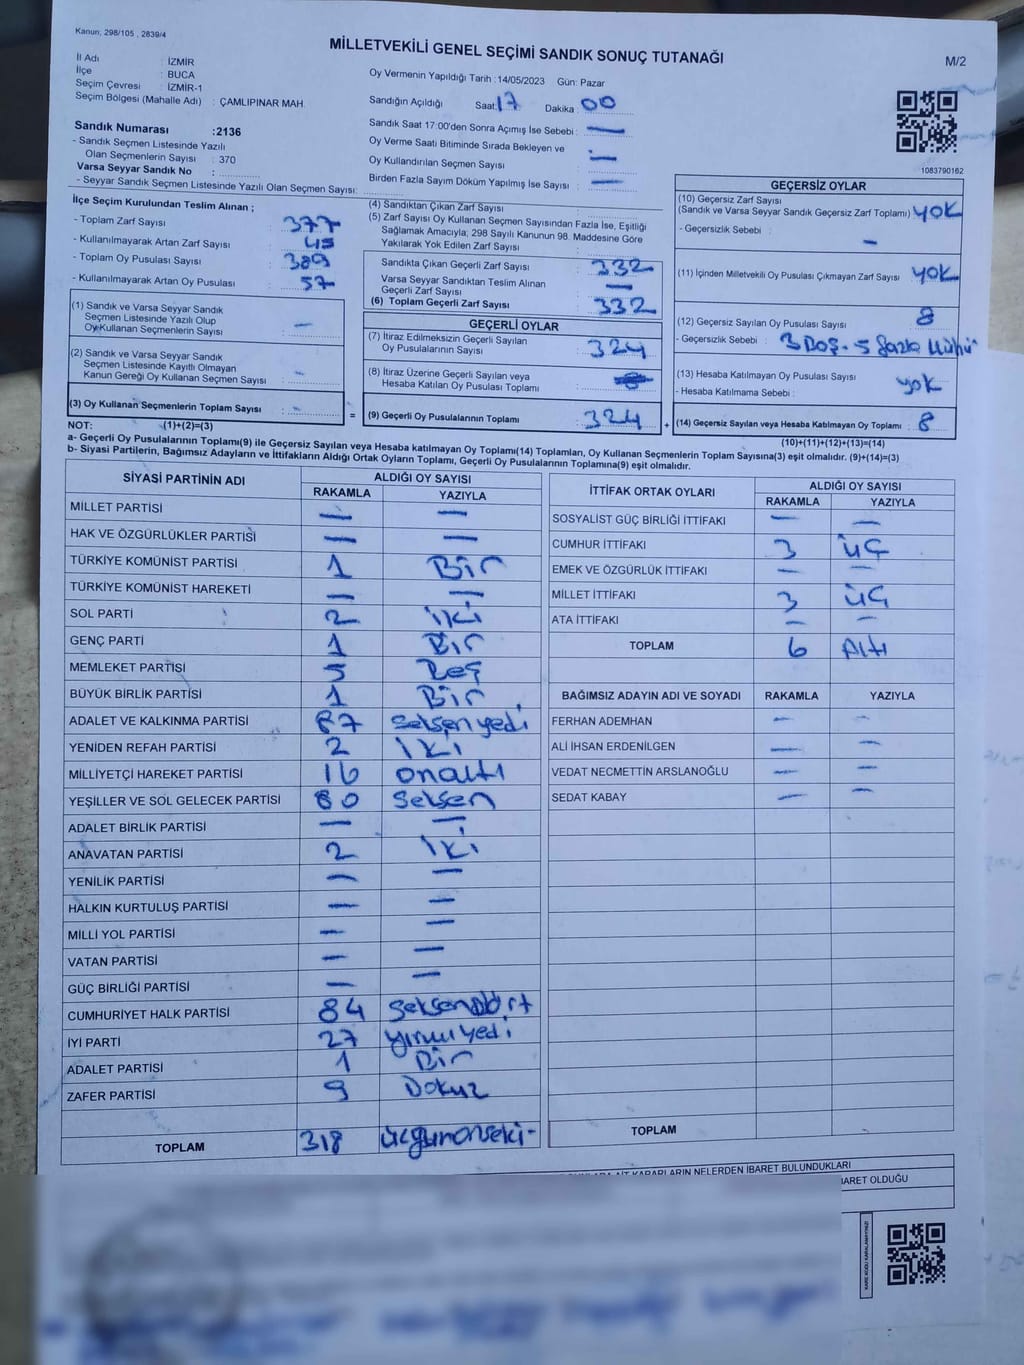 Kanun, 298/105 , 2839/4
MİLLETVEKİLİ GENEL SEÇİMİ SANDIK SONUÇ TUTANAĞI
M/2
İl Adı : İZMİR
İlçe : BUCA
Seçim Çevresi : İZMİR-1
Seçim Bölgesi (Mahalle Adı) : ÇAMLIPINAR MAH.
Oy Vermenin Yapıldığı Tarih :14/05/2023 Gün: Pazar
Sandığın Açıldığı Saat: 17 Dakika : 00
Sandık Saat 17:00'den Sonra Açımış İse Sebebi : —
Oy Verme Saati Bitiminde Sırada Bekleyen ve
Oy Kullandırılan Seçmen Sayısı : —
Birden Fazla Sayım Döküm Yapılmış İse Sayısı : —
1083790162
Sandık Numarası :2136
- Sandık Seçmen Listesinde Yazılı
Olan Seçmenlerin Sayısı : 370
Varsa Seyyar Sandık No :
- Seyyar Sandık Seçmen Listesinde Yazılı Olan Seçmen Sayısı:
İlçe Seçim Kurulundan Teslim Alınan ;
- Toplam Zarf Sayısı : 377
- Kullanılmayarak Artan Zarf Sayısı : 45
- Toplam Oy Pusulası Sayısı : 389
- Kullanılmayarak Artan Oy Pusulası : 57
(1) Sandık ve Varsa Seyyar Sandık
Seçmen Listesinde Yazılı Olup
Oy Kullanan Seçmenlerin Sayısı : —
(2) Sandık ve Varsa Seyyar Sandık
Seçmen Listesinde Kayıtlı Olmayan
Kanun Gereği Oy Kullanan Seçmen Sayısı : —
(3) Oy Kullanan Seçmenlerin Toplam Sayısı : -
(4) Sandıktan Çıkan Zarf Sayısı :
(5) Zarf Sayısı Oy Kullanan Seçmen Sayısından Fazla İse, Eşitliği
Sağlamak Amacıyla; 298 Sayılı Kanunun 98. Maddesine Göre
Yakılarak Yok Edilen Zarf Sayısı :
Sandıkta Çıkan Geçerli Zarf Sayısı : 332
Varsa Seyyar Sandıktan Teslim Alınan
Geçerli Zarf Sayısı : —
(6) Toplam Geçerli Zarf Sayısı : 332
GEÇERLİ OYLAR
(7) İtiraz Edilmeksizin Geçerli Sayılan
Oy Pusulalarının Sayısı : 324
(8) İtiraz Üzerine Geçerli Sayılan veya
Hesaba Katılan Oy Pusulası Toplamı :
= (9) Geçerli Oy Pusulalarının Toplamı : 324
GEÇERSİZ OYLAR
(10) Geçersiz Zarf Sayısı
(Sandık ve Varsa Seyyar Sandık Geçersiz Zarf Toplamı) : yok
- Geçersizlik Sebebi : —
(11) İçinden Milletvekili Oy Pusulası Çıkmayan Zarf Sayısı : yok
(12) Geçersiz Sayılan Oy Pusulası Sayısı : 8
- Geçersizlik Sebebi : 3 Boş - 5 fazla Mühür
(13) Hesaba Katılmayan Oy Pusulası Sayısı : yok
- Hesaba Katılmama Sebebi :
+ (14) Geçersiz Sayılan veya Hesaba Katılmayan Oy Toplamı : 8
NOT: (1)+(2)=(3)
(10)+(11)+(12)+(13)=(14)
a- Geçerli Oy Pusulalarının Toplamı(9) ile Geçersiz Sayılan veya Hesaba katılmayan Oy Toplamı(14) Toplamları, Oy Kullanan Seçmenlerin Toplam Sayısına(3) eşit olmalıdır. (9)+(14)=(3)
b- Siyasi Partilerin, Bağımsız Adayların ve İttifakların Aldığı Ortak Oyların Toplamı, Geçerli Oy Pusulalarının Toplamına(9) eşit olmalıdır.
SİYASİ PARTİNİN ADI ALDIĞI OY SAYISI
RAKAMLA YAZIYLA
MİLLET PARTİSİ — —
HAK VE ÖZGÜRLÜKLER PARTİSİ — —
TÜRKİYE KOMÜNİST PARTİSİ 1 Bir
TÜRKİYE KOMÜNİST HAREKETİ — —
SOL PARTİ 2 iki
GENÇ PARTİ 1 Bir
MEMLEKET PARTİSİ 5 Beş
BÜYÜK BİRLİK PARTİSİ 1 Bir
ADALET VE KALKINMA PARTİSİ 87 seksenyedi
YENİDEN REFAH PARTİSİ 2 iki
MİLLİYETÇİ HAREKET PARTİSİ 16 onaltı
YEŞİLLER VE SOL GELECEK PARTİSİ 80 Seksen
ADALET BİRLİK PARTİSİ — —
ANAVATAN PARTİSİ 2 iki
YENİLİK PARTİSİ — —
HALKIN KURTULUŞ PARTİSİ — —
MİLLİ YOL PARTİSİ — —
VATAN PARTİSİ — —
GÜÇ BİRLİĞİ PARTİSİ — —
CUMHURİYET HALK PARTİSİ 84 seksendört
İYİ PARTİ 27 yirmiyedi
ADALET PARTİSİ 1 Bir
ZAFER PARTİSİ 9 Dokuz
TOPLAM 318
İTTİFAK ORTAK OYLARI ALDIĞI OY SAYISI
RAKAMLA YAZIYLA
SOSYALİST GÜÇ BİRLİĞİ İTTİFAKI — —
CUMHUR İTTİFAKI 3 üç
EMEK VE ÖZGÜRLÜK İTTİFAKI — —
MİLLET İTTİFAKI 3 üç
ATA İTTİFAKI — —
TOPLAM 6 Altı
BAĞIMSIZ ADAYIN ADI VE SOYADI RAKAMLA YAZIYLA
FERHAN ADEMHAN — —
ALİ İHSAN ERDENİLGEN — —
VEDAT NECMETTİN ARSLANOĞLU — —
SEDAT KABAY — —
TOPLAM
KARARLARIN NELERDEN İBARET BULUNDUKLARI
İBARET OLDUĞU